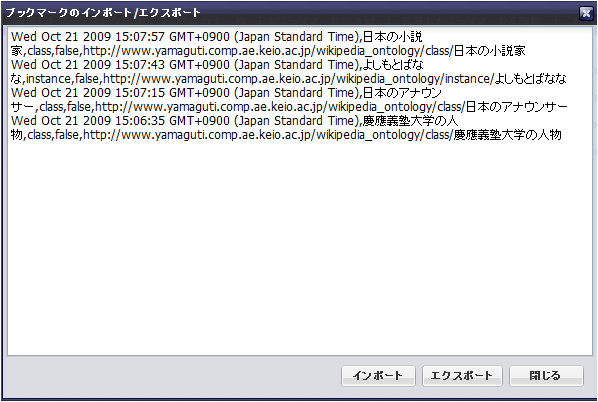 ブックマークのインポート/エクスポート
Wed Oct 21 2009 15:07:57 GMT+0900 (Japan Standard Time),日本の小説
家,class,false,http://www.yamaguti.comp.ae.keio.ac.jp/wikipedia_ontology/class/日本の小説家
Wed Oct 21 2009 15:07:43 GMT+0900 (Japan Standard Time),よしもとばな
な,instance,false,http://www.yamaguti.comp.ae.keio.ac.jp/wikipedia_ontology/instance/よしもとばなな
Wed Oct 21 2009 15:07:15 GMT+0900 (Japan Standard Time),日本のアナウン
サー,class,false,http://www.yamaguti.comp.ae.keio.ac.jp/wikipedia_ontology/class/日本のアナウンサー
Wed Oct 21 2009 15:06:35 GMT+0900 (Japan Standard Time),慶應義塾大学の人
物,class,false,http://www.yamaguti.comp.ae.keio.ac.jp/wikipedia_ontology/class/慶應義塾大学の人物
インポート エクスポート 閉じる